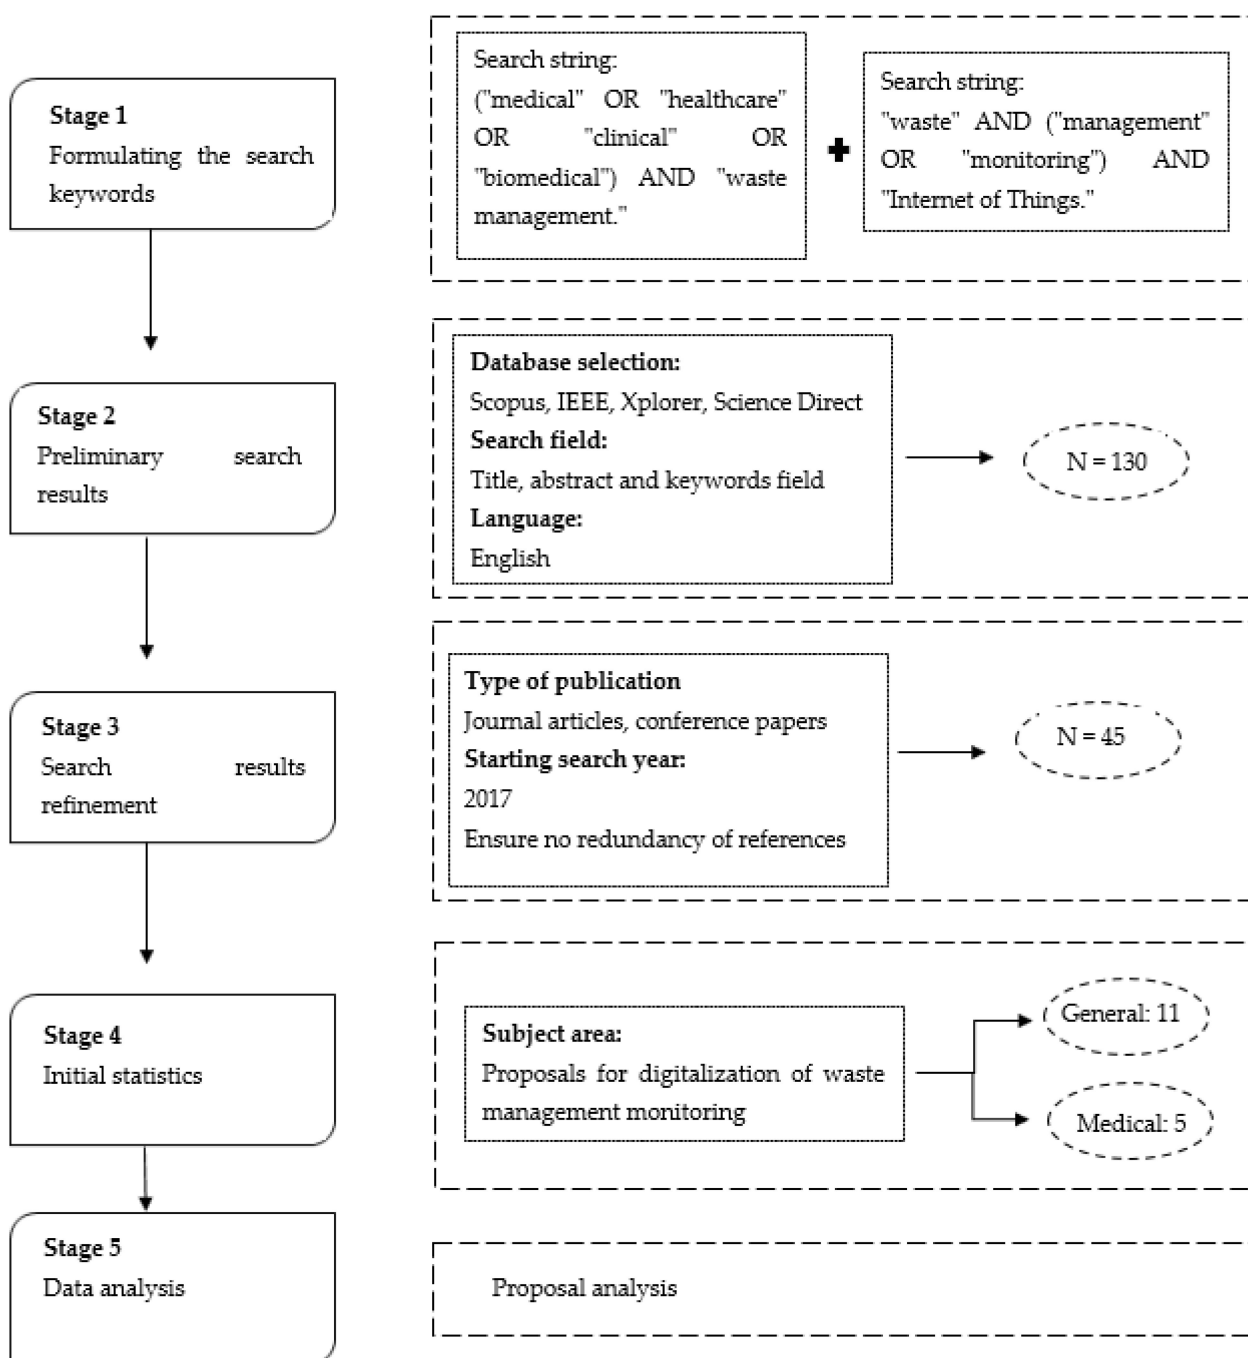 Stage 1
Formulating the search
keywords
Search string:
("medical" OR "healthcare"
OR "clinical" OR
"biomedical") AND "waste
management."
Search string:
"waste" AND ("management"
OR "monitoring") AND
"Internet of Things."
Stage 2
Preliminary search
results
Database selection:
Scopus, IEEE, Xplorer, Science Direct
Search field:
Title, abstract and keywords field
Language:
English
N = 130
Stage 3
Search results
refinement
Type of publication
Journal articles, conference papers
Starting search year:
2017
Ensure no redundancy of references
N = 45
Stage 4
Initial statistics
Subject area:
Proposals for digitalization of waste
management monitoring
General: 11
Medical: 5
Stage 5
Data analysis
Proposal analysis